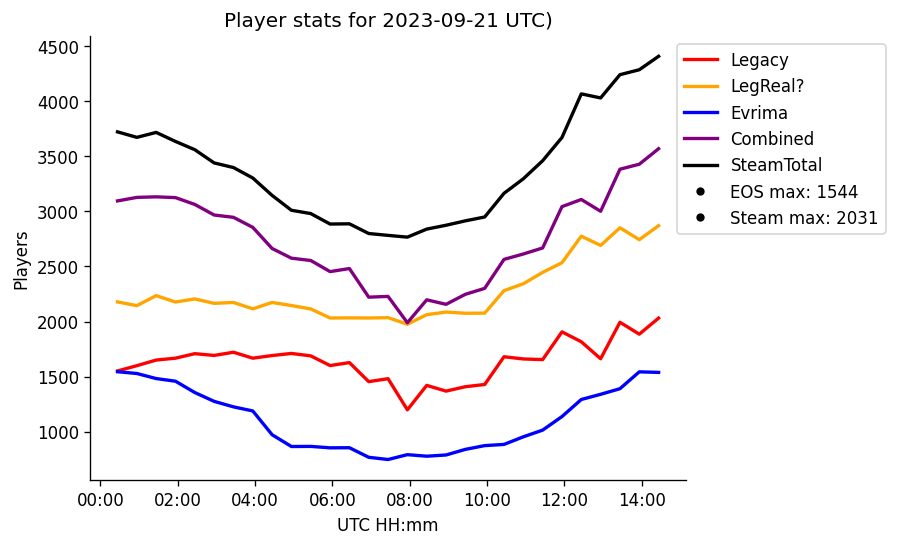 Player stats for 2023-09-21 UTC)
4500
4000
3500
3000
2500
2000
1500
1000
Players
00:00 02:00 04:00 06:00 08:00 10:00 12:00 14:00
UTC HH:mm
Legacy
LegReal?
Evrima
Combined
SteamTotal
EOS max: 1544
Steam max: 2031